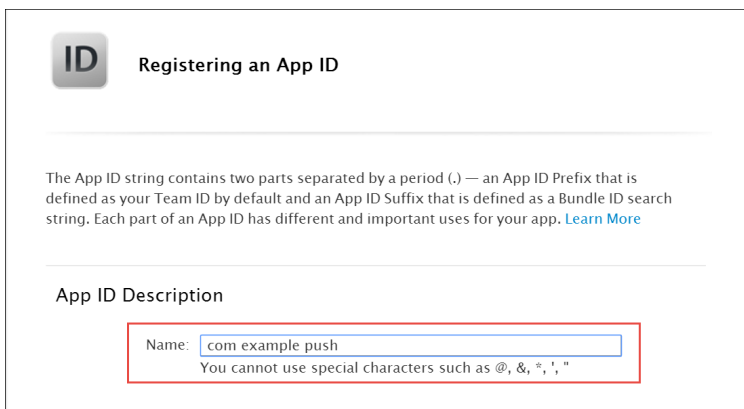 ID
Registering an App ID
The App ID string contains two parts separated by a period (.) — an App ID Prefix that is
defined as your Team ID by default and an App ID Suffix that is defined as a Bundle ID search
string. Each part of an App ID has different and important uses for your app. Learn More
App ID Description
Name: com example push
You cannot use special characters such as @, &, *, ', "